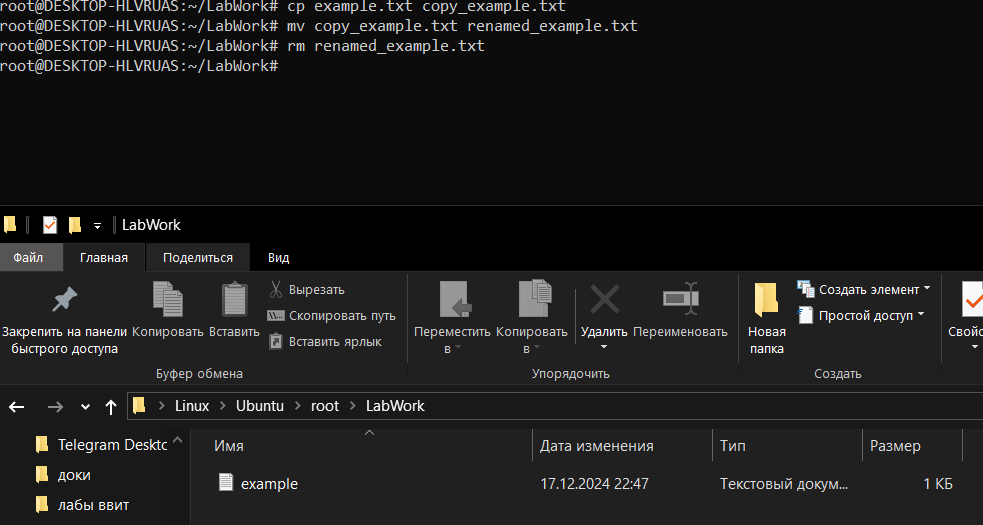 root@DESKTOP-HLVRUAS:~/LabWork# cp example.txt copy_example.txt
root@DESKTOP-HLVRUAS:~/LabWork# mv copy_example.txt renamed_example.txt
root@DESKTOP-HLVRUAS:~/LabWork# rm renamed_example.txt
root@DESKTOP-HLVRUAS:~/LabWork#
LabWork
Файл Главная Поделиться Вид
Закрепить на панели быстрого доступа
Копировать
Вставить
Вырезать
Скопировать путь
Вставить ярлык
Буфер обмена
Переместить в
Копировать в
Удалить
Переименовать
Упорядочить
Новая папка
Создать элемент
Простой доступ
Создать
Свойс
Linux Ubuntu root LabWork
Telegram Desktc
доки
лабы ввит
Имя Дата изменения Тип Размер
example 17.12.2024 22:47 Текстовый докум... 1 КБ